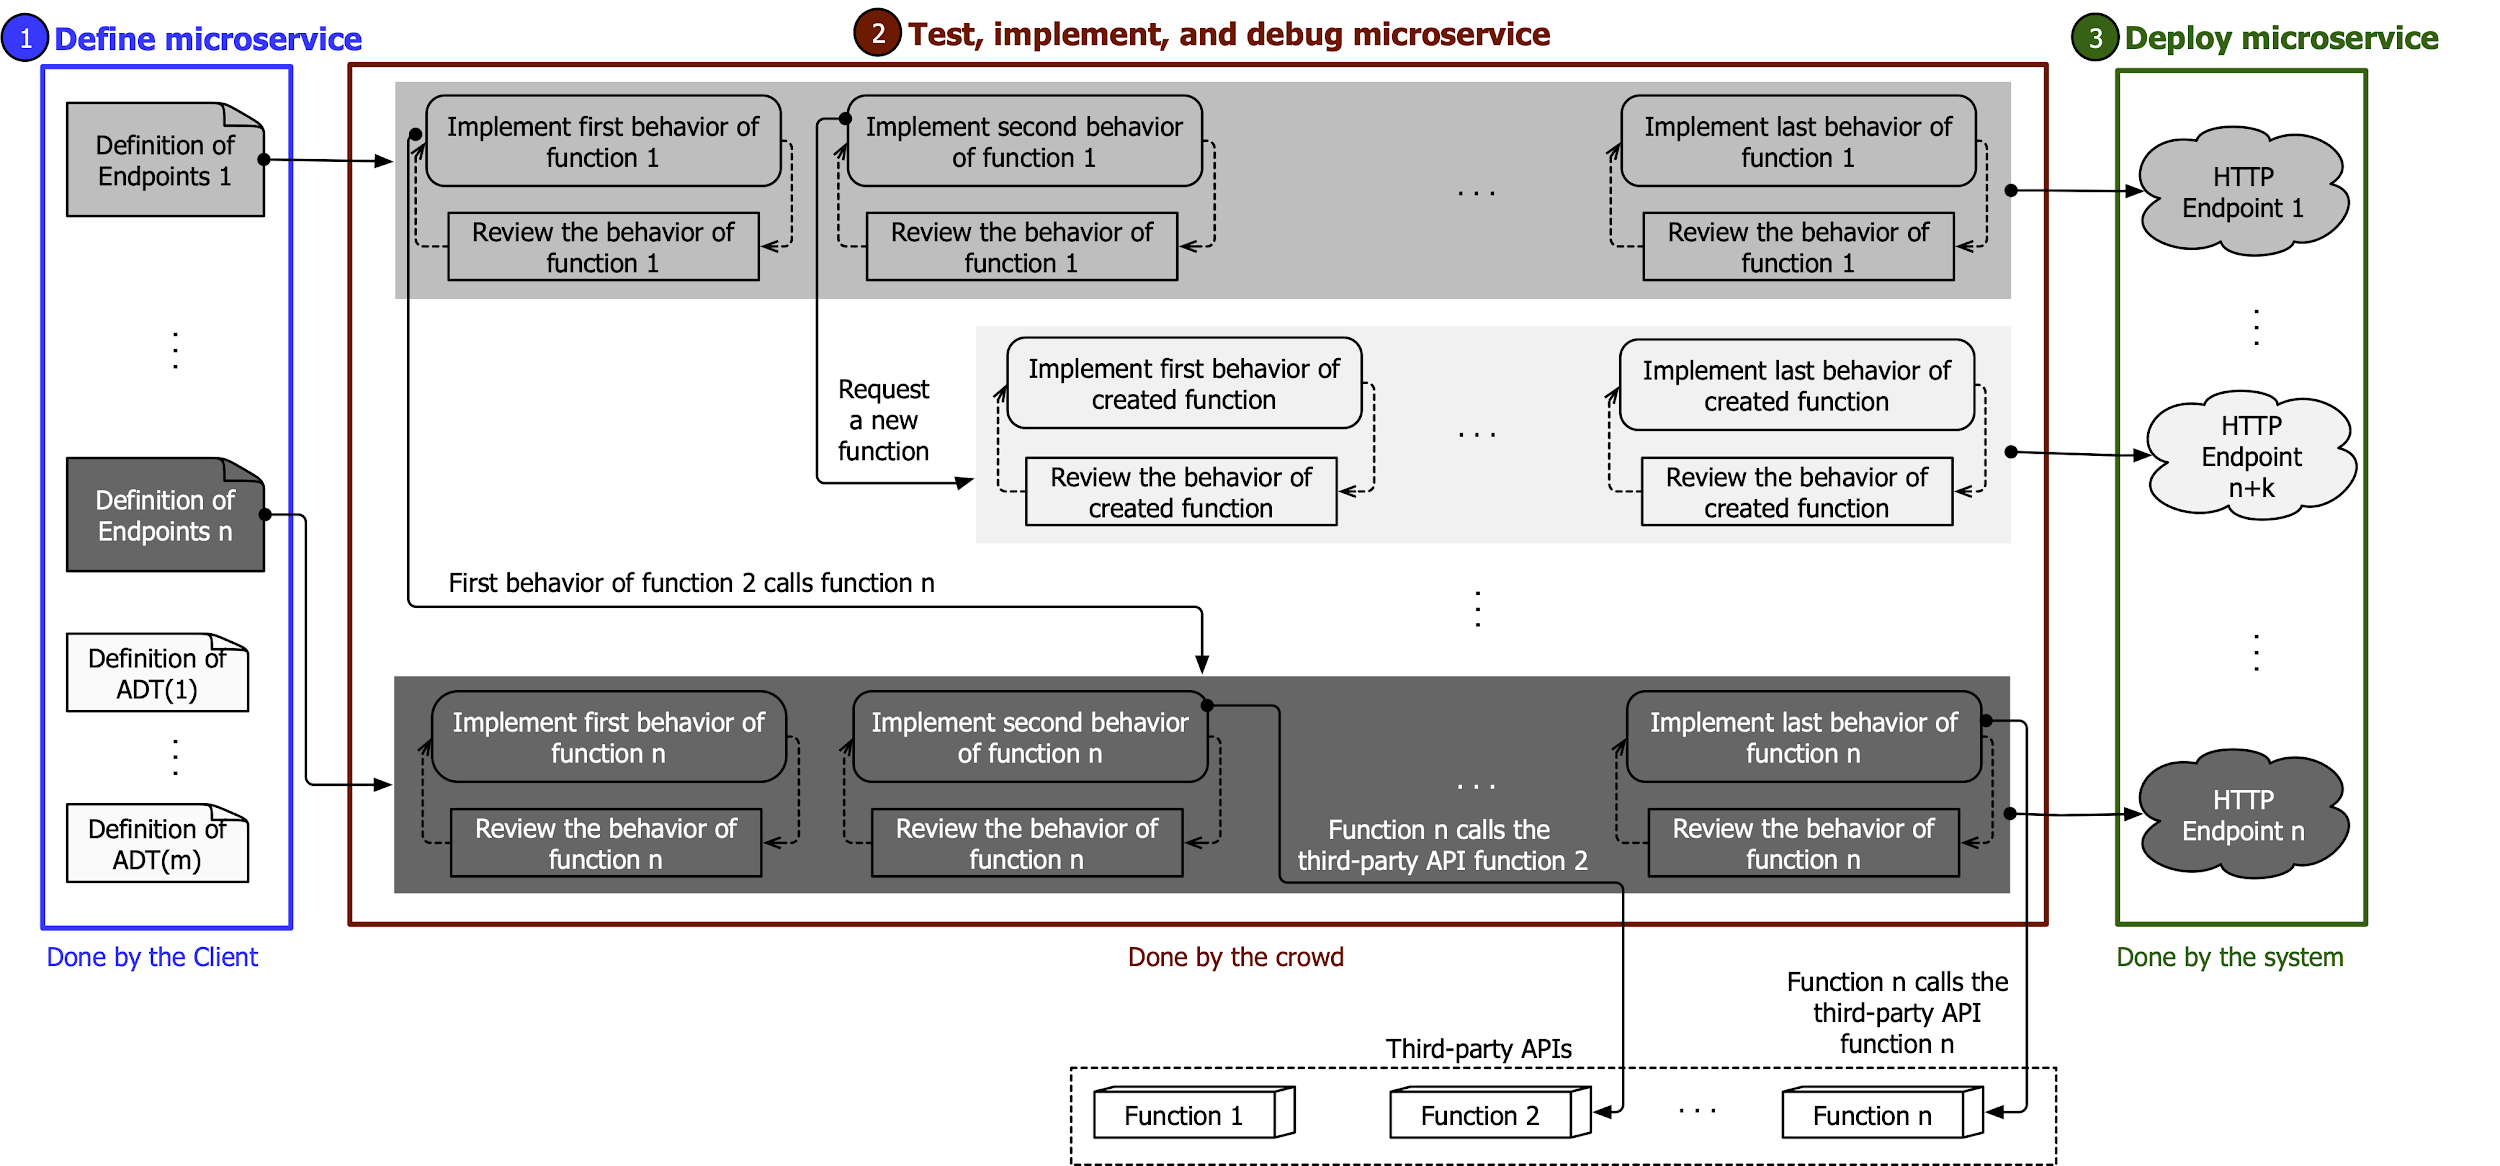 1 Define microservice
2 Test, implement, and debug microservice
3 Deploy microservice
Definition of
Endpoints 1
⋮
Definition of
Endpoints n
Definition of
ADT(1)
⋮
Definition of
ADT(m)
Done by the Client
Implement first behavior of
function 1
Review the behavior of
function 1
Implement second behavior
of function 1
Review the behavior of
function 1
. . .
Implement last behavior of
function 1
Review the behavior of
function 1
Request
a new
function
Implement first behavior of
created function
Review the behavior of
created function
. . .
Implement last behavior of
created function
Review the behavior of
created function
First behavior of function 2 calls function n
⋮
Implement first behavior of
function n
Review the behavior of
function n
Implement second behavior
of function n
Review the behavior of
function n
. . .
Function n calls the
third-party API function 2
Implement last behavior of
function n
Review the behavior of
function n
Done by the crowd
HTTP
Endpoint 1
⋮
HTTP
Endpoint
n+k
⋮
HTTP
Endpoint n
Done by the system
Function n calls the
third-party API
function n
Third-party APIs
Function 1
Function 2
. . .
Function n